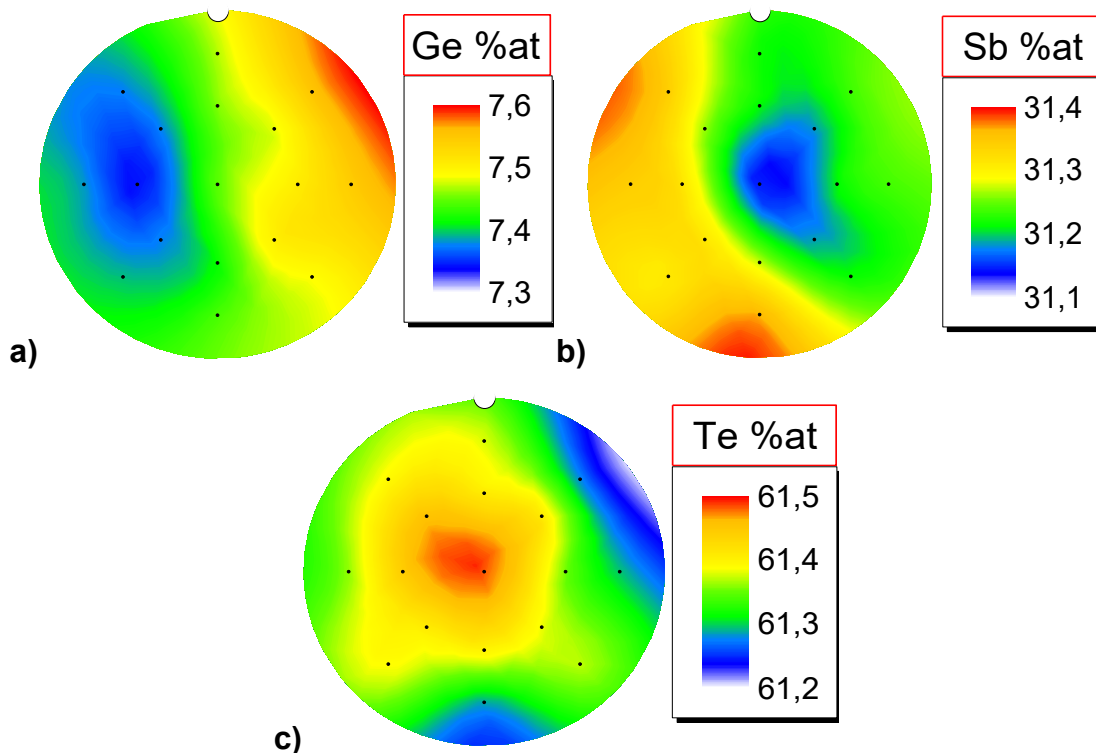 Ge %at
7,6
7,5
7,4
7,3
a)
Sb %at
31,4
31,3
31,2
31,1
b)
Te %at
61,5
61,4
61,3
61,2
c)